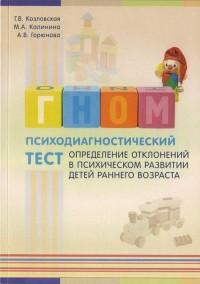 Г.В. Козловская
М.А. Калинина
А.В. Горюнова
ГНОМ
ПСИХОДИАГНОСТИЧЕСКИЙ
ТЕСТ
ОПРЕДЕЛЕНИЕ ОТКЛОНЕНИЙ
В ПСИХИЧЕСКОМ РАЗВИТИИ
ДЕТЕЙ РАННЕГО ВОЗРАСТА